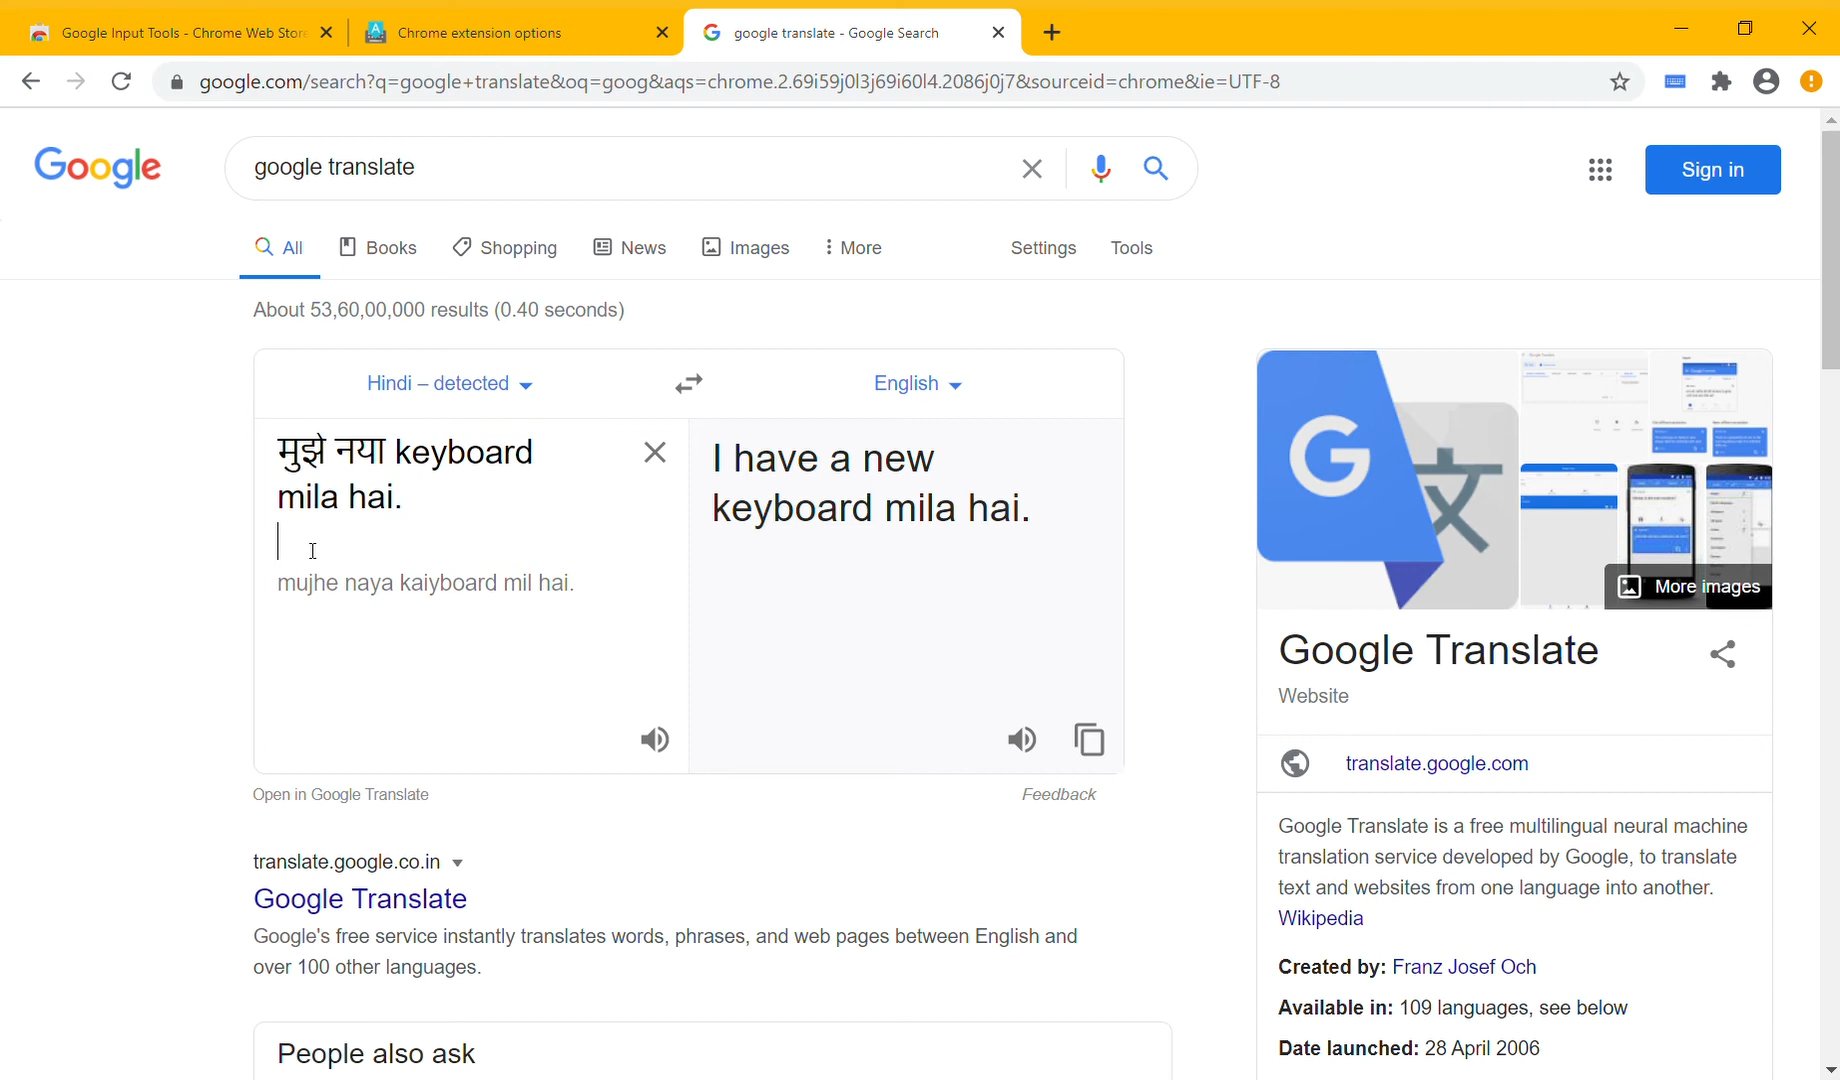 Google Input Tools - Chrome Web Stor
Chrome extension options
google translate - Google Search
google.com/search?q=google+translate&oq=goog&aqs=chrome.2.69i59j0l3j69i60l4.2086j0j7&sourceid=chrome&ie=UTF-8
Google
google translate
Sign in
All
Books
Shopping
News
Images
More
Settings
Tools
About 53,60,00,000 results (0.40 seconds)
Hindi – detected
English
मुझे नया keyboard
mila hai.
mujhe naya kaiyboard mil hai.
I have a new
keyboard mila hai.
Open in Google Translate
Feedback
translate.google.co.in
Google Translate
Google's free service instantly translates words, phrases, and web pages between English and
over 100 other languages.
People also ask
More images
Google Translate
Website
translate.google.com
Google Translate is a free multilingual neural machine
translation service developed by Google, to translate
text and websites from one language into another.
Wikipedia
Created by: Franz Josef Och
Available in: 109 languages, see below
Date launched: 28 April 2006